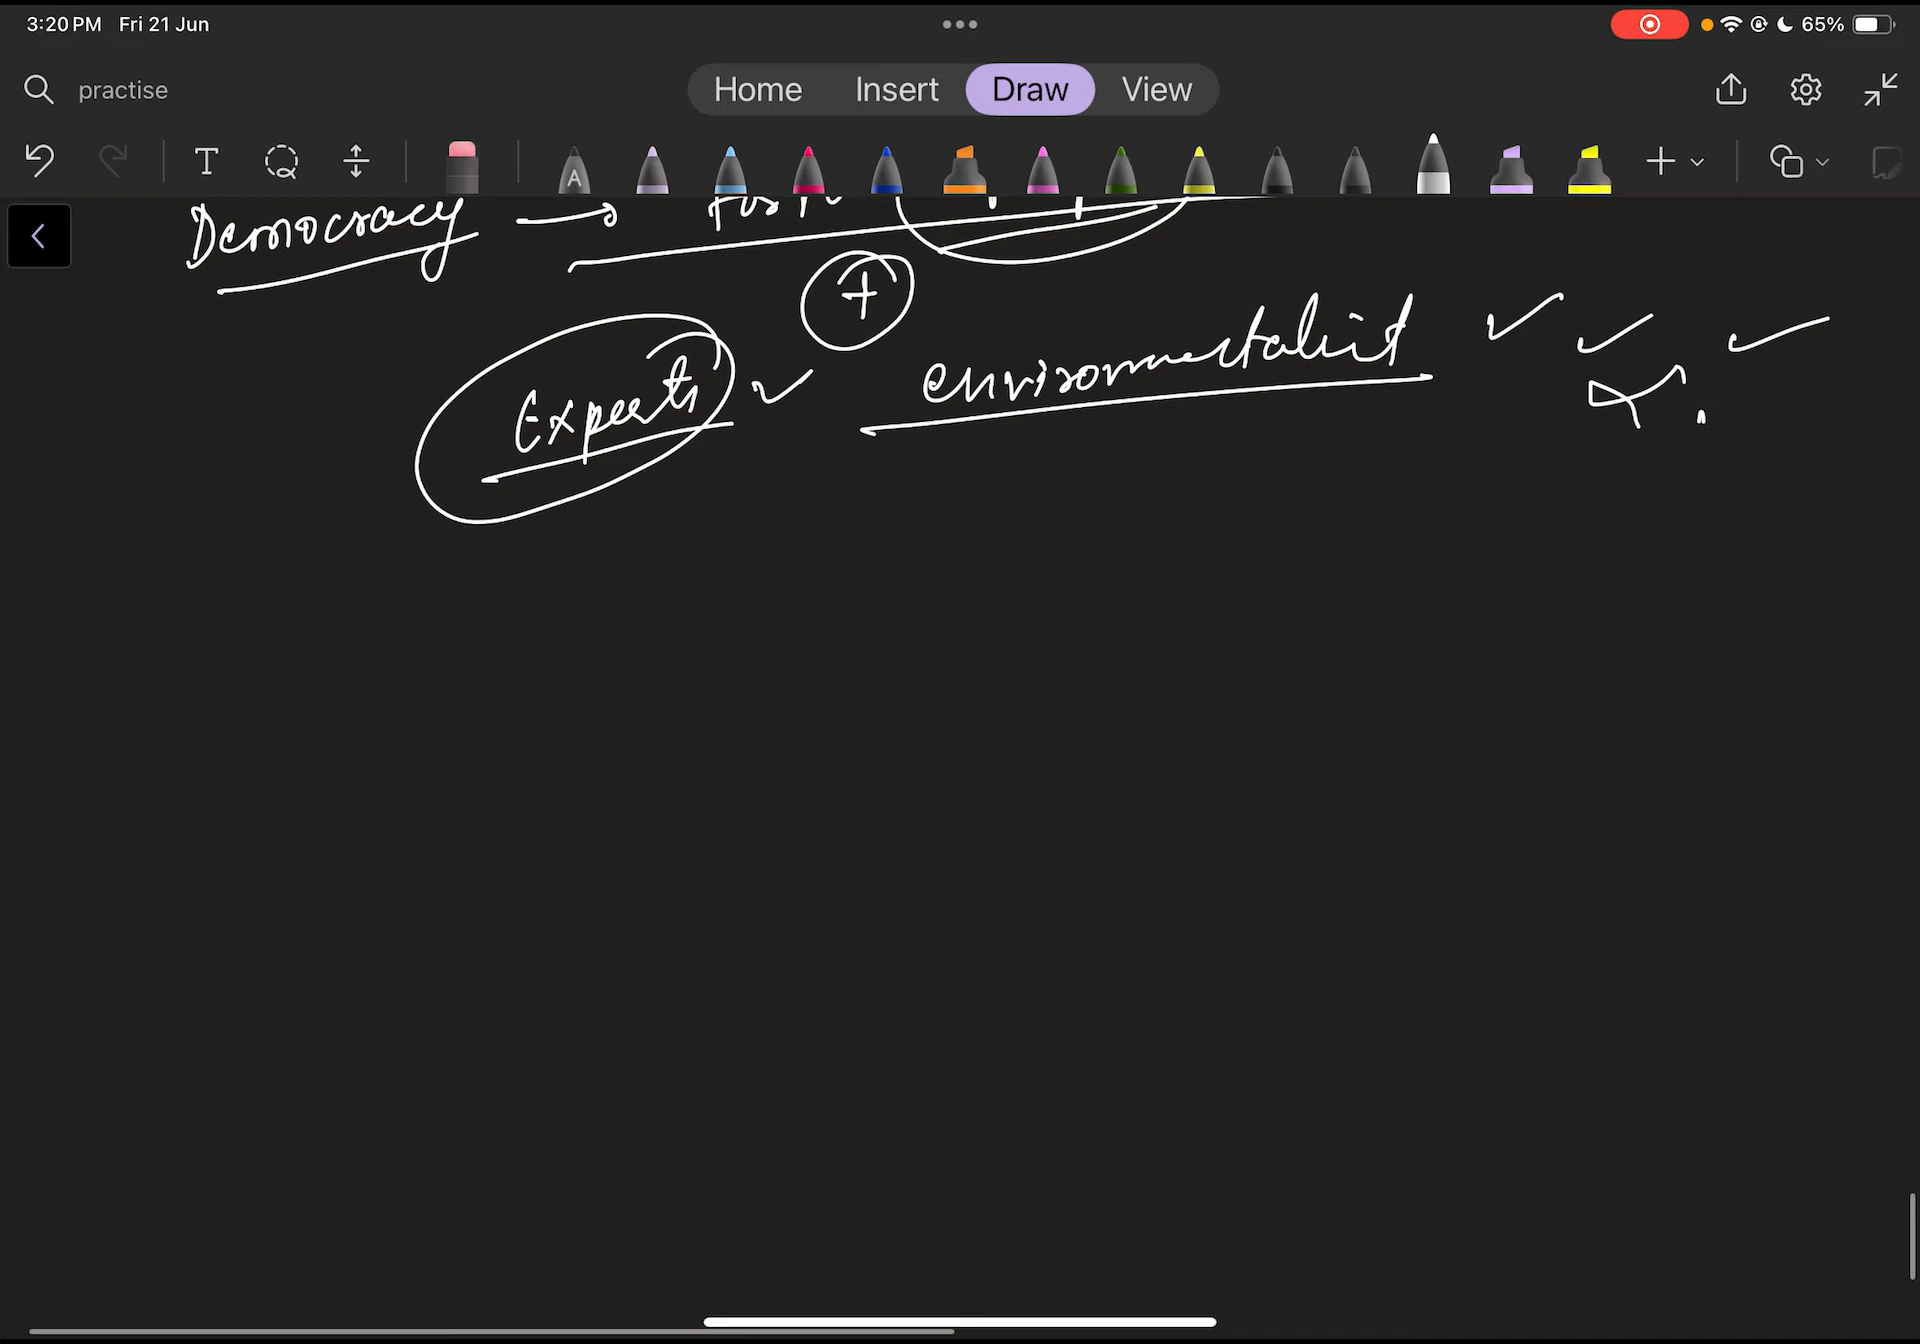 3:20 PM Fri 21 Jun 65%
practise Home Insert Draw View
T A
Democracy →
+
Experts ✓ environmentalist ✓ ✓ ✓